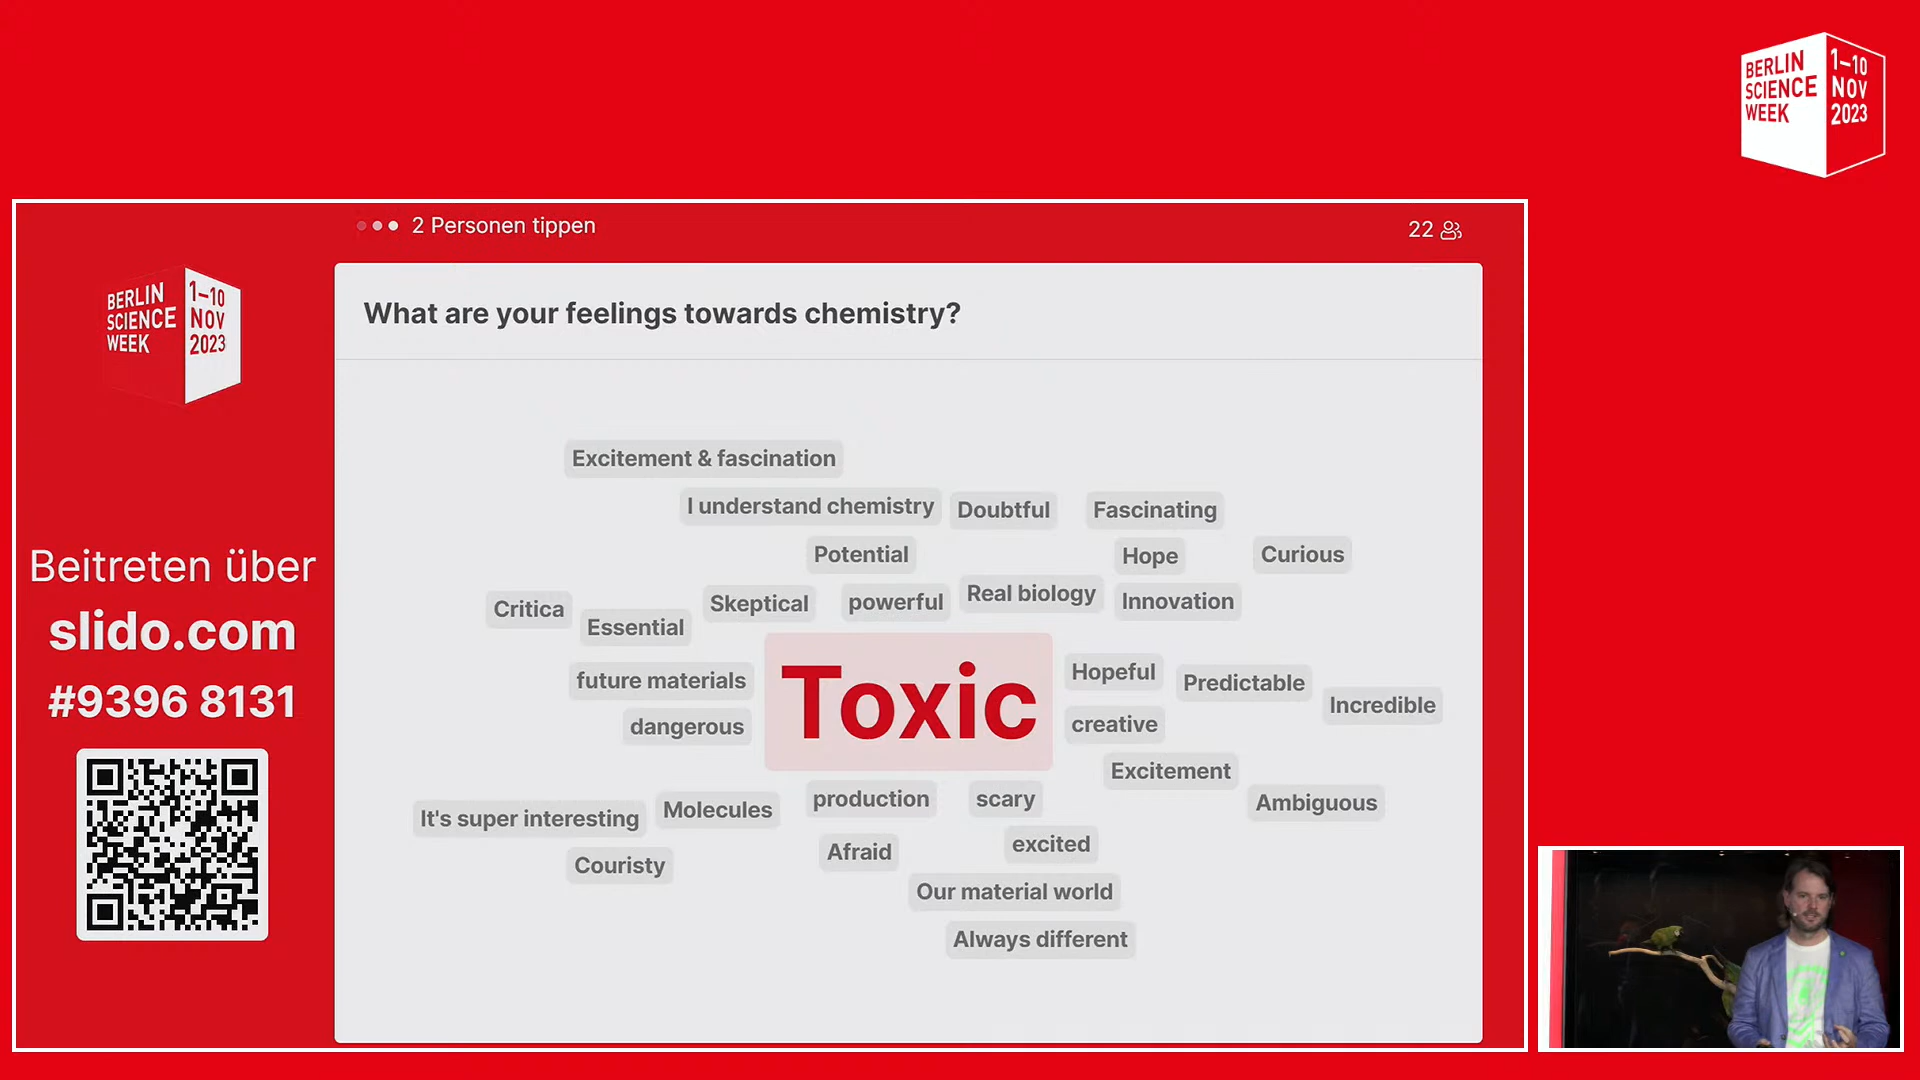 BERLIN
SCIENCE
WEEK
1–10
NOV
2023
2 Personen tippen
22
BERLIN
SCIENCE
WEEK
1–10
NOV
2023
What are your feelings towards chemistry?
Beitreten über
slido.com
#9396 8131
Excitement & fascination
I understand chemistry
Doubtful
Fascinating
Potential
Hope
Curious
Critica
Essential
Skeptical
powerful
Real biology
Innovation
future materials
dangerous
Toxic
Hopeful
Predictable
Incredible
creative
Excitement
Ambiguous
It's super interesting
Molecules
production
scary
Couristy
Afraid
excited
Our material world
Always different